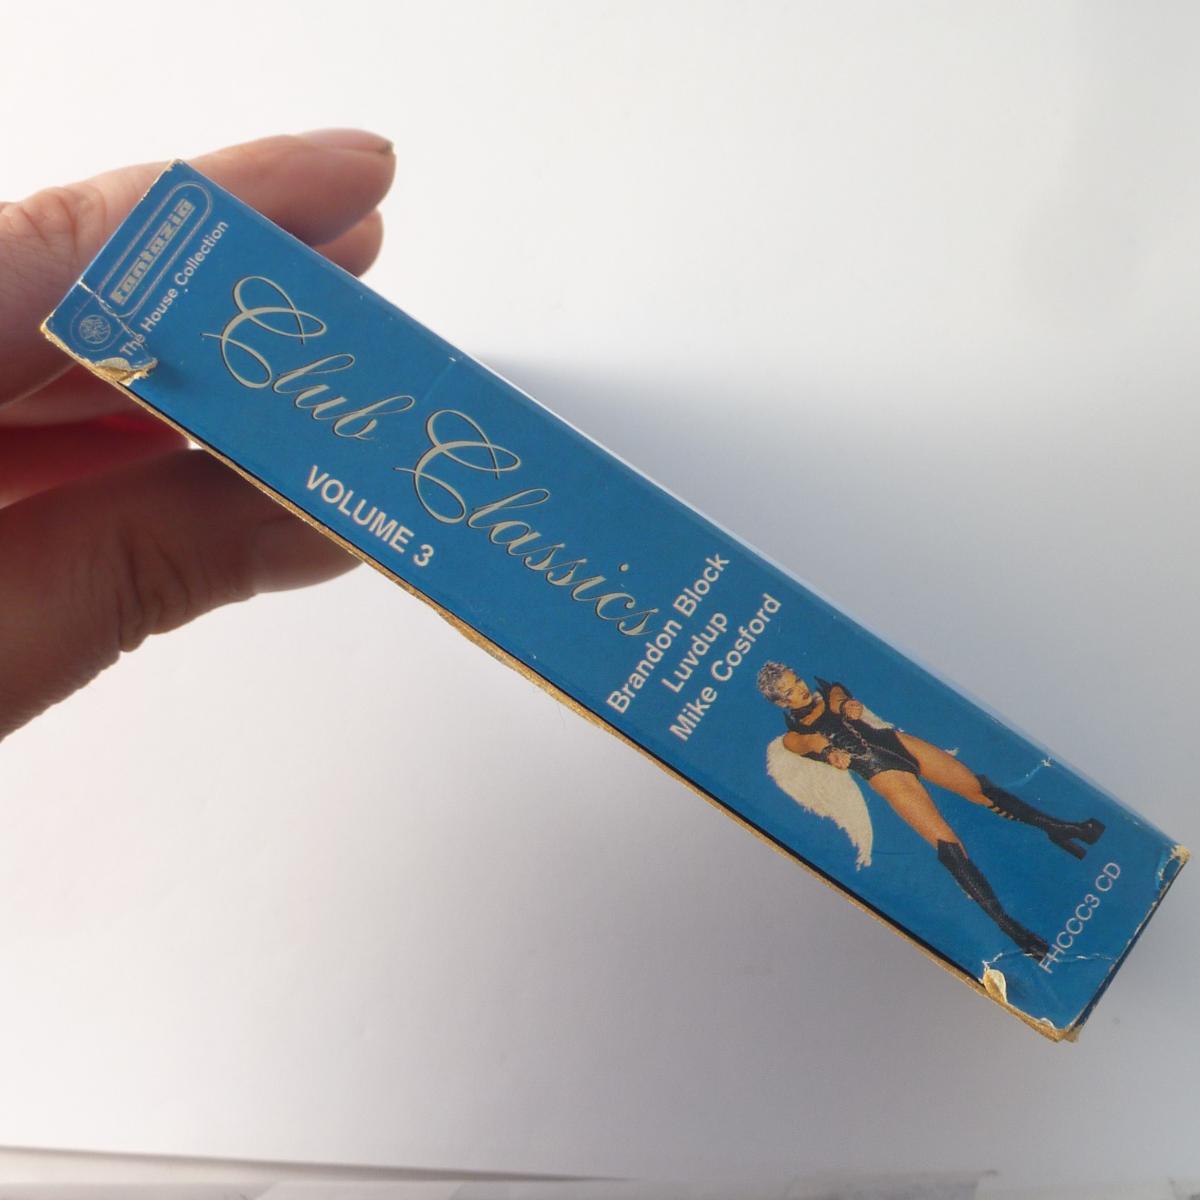 fantazia
The House Collection
Club Classics
VOLUME 3
Brandon Block
Luvdup
Mike Cosford
FHCCC3 CD